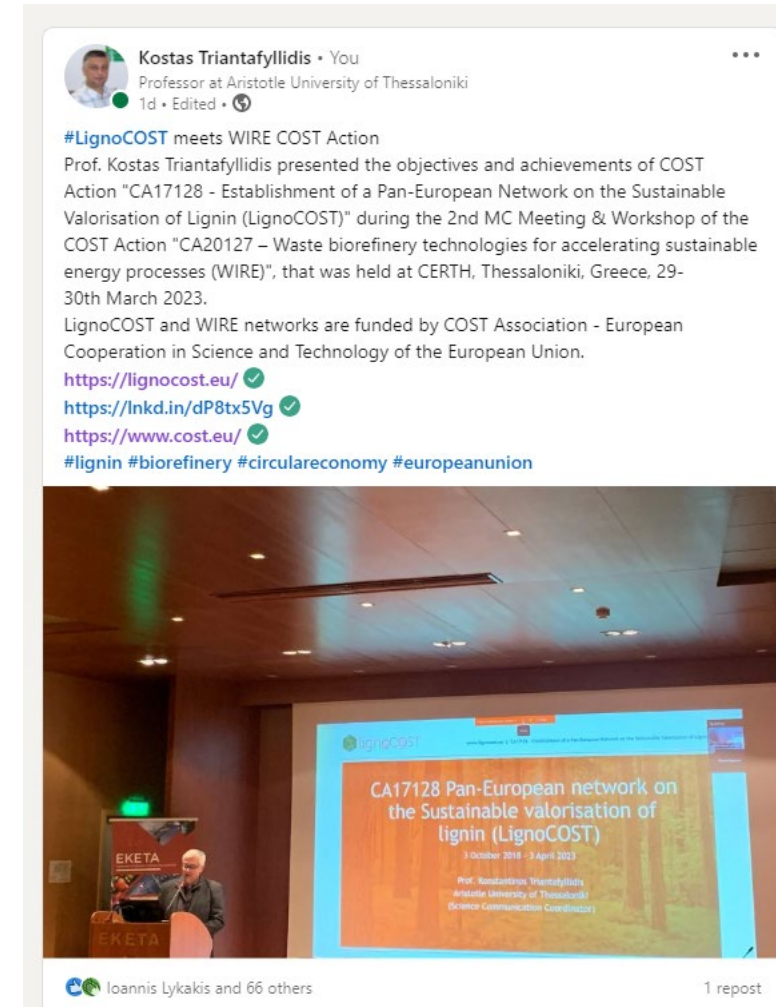 Kostas Triantafyllidis • You
Professor at Aristotle University of Thessaloniki
1d • Edited •
#LignoCOST meets WIRE COST Action
Prof. Kostas Triantafyllidis presented the objectives and achievements of COST
Action "CA17128 - Establishment of a Pan-European Network on the Sustainable
Valorisation of Lignin (LignoCOST)" during the 2nd MC Meeting & Workshop of the
COST Action "CA20127 – Waste biorefinery technologies for accelerating sustainable
energy processes (WIRE)", that was held at CERTH, Thessaloniki, Greece, 29-
30th March 2023.
LignoCOST and WIRE networks are funded by COST Association - European
Cooperation in Science and Technology of the European Union.
https://lignocost.eu/
https://lnkd.in/dP8tx5Vg
https://www.cost.eu/
#lignin #biorefinery #circulareconomy #europeanunion
LignoCOST
CA17128 Pan-European network on
the Sustainable valorisation of
lignin (LignoCOST)
3 October 2018 - 3 April 2023
Prof. Konstantinos Triantafyllidis
Aristotle University of Thessaloniki
(Science Communication Coordinator)
EKETA
EKETA
Ioannis Lykakis and 66 others
1 repost